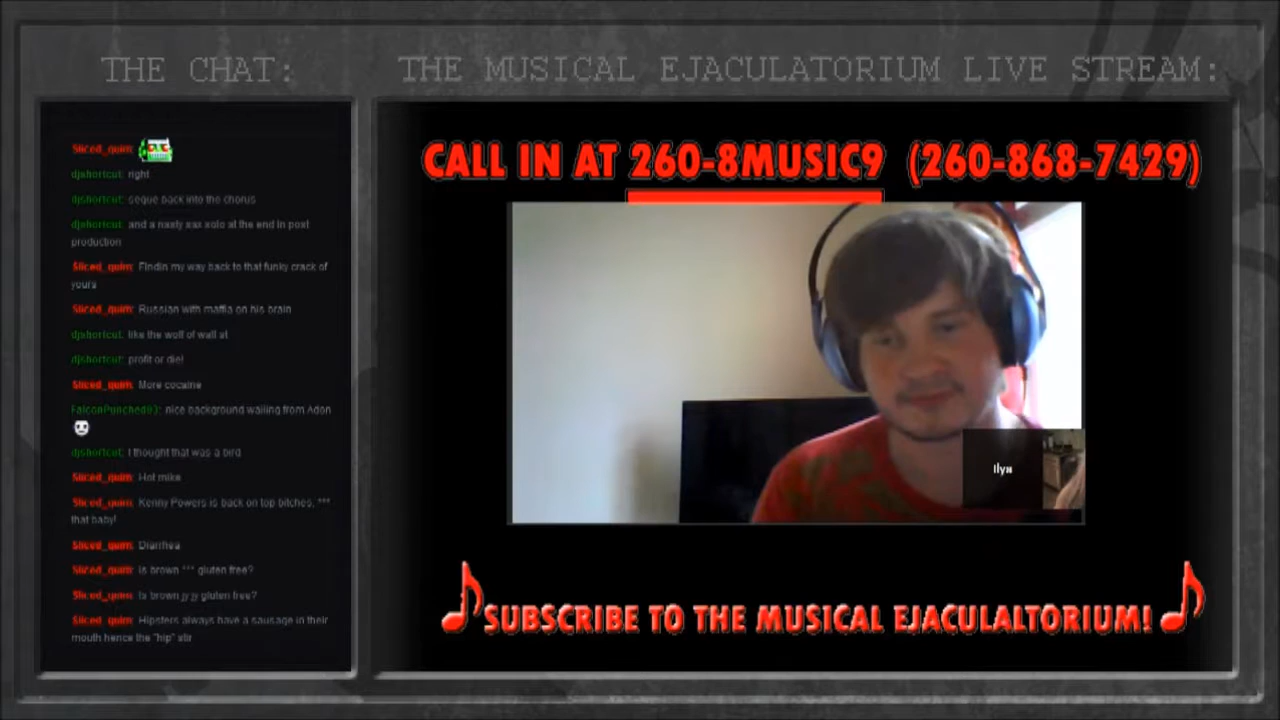 THE CHAT:
THE MUSICAL EJACULATORIUM LIVE STREAM:
Sliced_quim:
djshortcut: right
djshortcut: seque back into the chorus
djshortcut: and a nasty sax solo at the end in post
production
Sliced_quim: Findin my way back to that funky crack of
yours
Sliced_quim: Russian with maffia on his brain
djshortcut: like the wolf of wall st
djshortcut: profit or die!
Sliced_quim: More cocaine
nice background wailing from Adon
djshortcut: I thought that was a bird
Sliced_quim: Hot mike
Sliced_quim: Kenny Powers is back on top bitches, ***
that baby!
Sliced_quim: Diarrhea
Sliced_quim: Is brown *** gluten free?
Sliced_quim: Is brown jy jy gluten free?
Sliced_quim: Hipsters always have a sausage in their
mouth hence the "hip" stir
CALL IN AT 260-8MUSIC9 (260-868-7429)
Ilya
SUBSCRIBE TO THE MUSICAL EJACULALTORIUM!